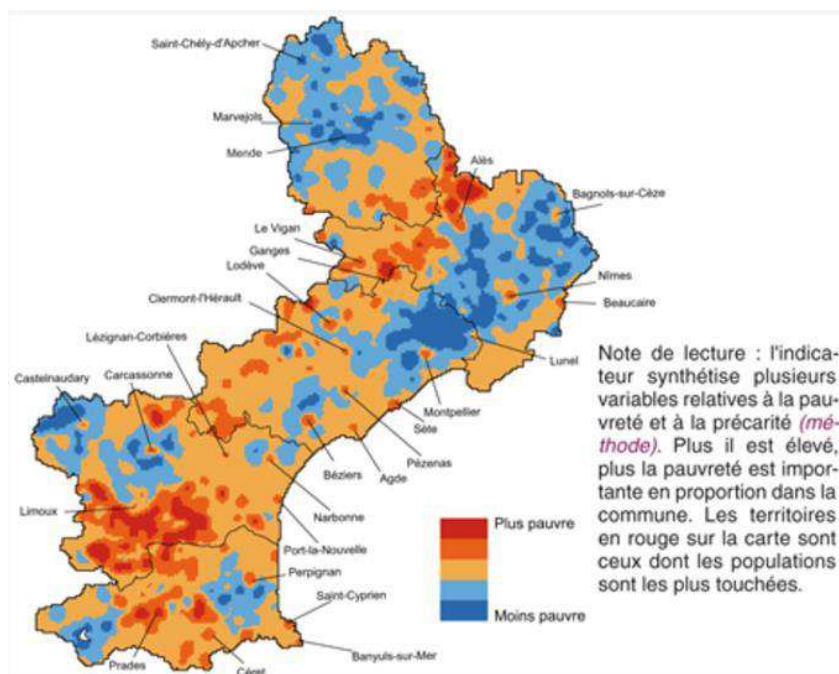 Saint-Chély-d'Apcher
Marvejols
Mende
Alès
Bagnols-sur-Cèze
Le Vigan
Ganges
Lodève
Clermont-l'Hérault
Nîmes
Beaucaire
Lézignan-Corbières
Lunel
Castelnaudary
Carcassonne
Montpellier
Sète
Pézenas
Agde
Béziers
Limoux
Narbonne
Port-la-Nouvelle
Perpignan
Saint-Cyprien
Banyuls-sur-Mer
Prades
Céret
Plus pauvre
Moins pauvre
Note de lecture : l'indica-
teur synthétise plusieurs
variables relatives à la pau-
vreté et à la précarité (mé-
thode). Plus il est élevé,
plus la pauvreté est impor-
tante en proportion dans la
commune. Les territoires
en rouge sur la carte sont
ceux dont les populations
sont les plus touchées.